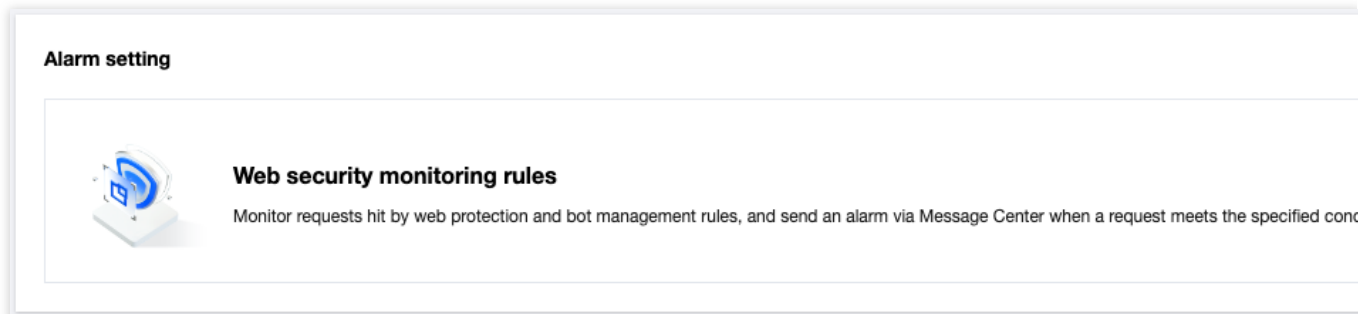 Alarm setting
Web security monitoring rules
Monitor requests hit by web protection and bot management rules, and send an alarm via Message Center when a request meets the specified